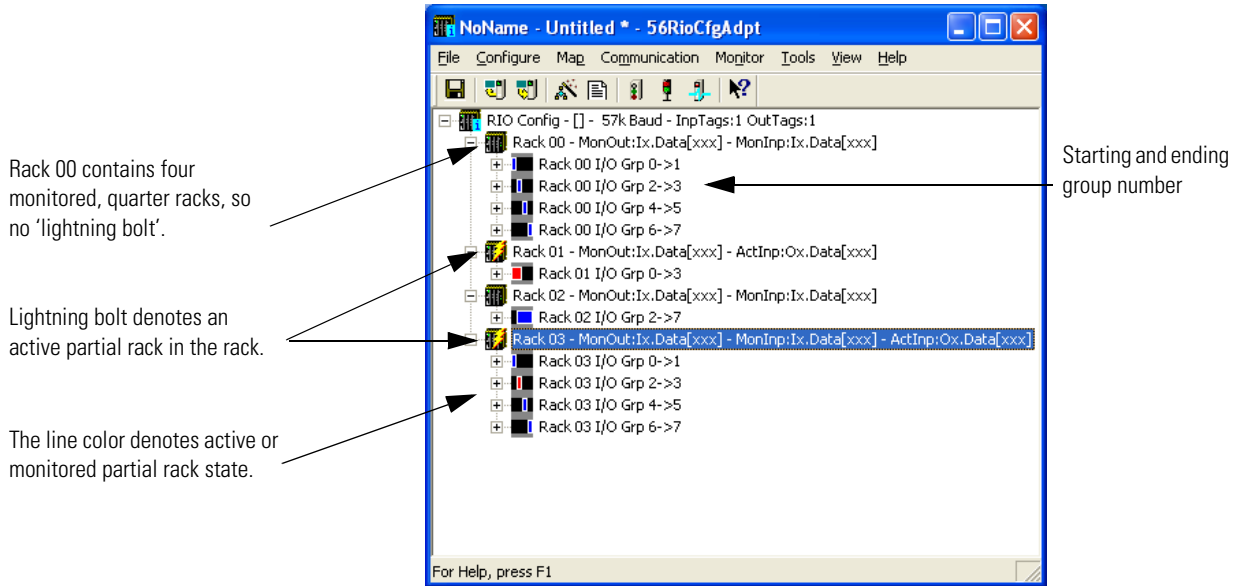 NoName - Untitled * - 56RioCfgAdpt
File Configure Map Communication Monitor Tools View Help
RIO Config - [] - 57k Baud - InpTags:1 OutTags:1
Rack 00 - MonOut:Ix.Data[xxx] - MonInp:Ix.Data[xxx]
Rack 00 I/O Grp 0->1
Rack 00 I/O Grp 2->3
Rack 00 I/O Grp 4->5
Rack 00 I/O Grp 6->7
Rack 01 - MonOut:Ix.Data[xxx] - ActInp:Ox.Data[xxx]
Rack 01 I/O Grp 0->3
Rack 02 - MonOut:Ix.Data[xxx] - MonInp:Ix.Data[xxx]
Rack 02 I/O Grp 2->7
Rack 03 - MonOut:Ix.Data[xxx] - MonInp:Ix.Data[xxx] - ActInp:Ox.Data[xxx]
Rack 03 I/O Grp 0->1
Rack 03 I/O Grp 2->3
Rack 03 I/O Grp 4->5
Rack 03 I/O Grp 6->7
For Help, press F1
Rack 00 contains four
monitored, quarter racks, so
no ‘lightning bolt’.
Lightning bolt denotes an
active partial rack in the rack.
The line color denotes active or
monitored partial rack state.
Starting and ending
group number